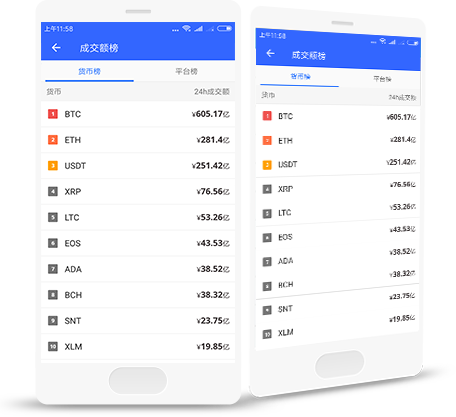 上午11:58
成交额榜
货币榜 平台榜
货币 24h成交额
1 BTC ¥605.17亿
2 ETH ¥281.4亿
3 USDT ¥251.42亿
4 XRP ¥76.56亿
5 LTC ¥53.26亿
6 EOS ¥43.53亿
7 ADA ¥38.52亿
8 BCH ¥38.32亿
9 SNT ¥23.75亿
10 XLM ¥19.85亿
上午11:58
成交额榜
货币榜 平台榜
货币 24h成交额
1 BTC ¥605.17亿
2 ETH ¥281.4亿
3 USDT ¥251.42亿
4 XRP ¥76.56亿
5 LTC ¥53.26亿
6 EOS ¥43.53亿
7 ADA ¥38.52亿
8 BCH ¥38.32亿
9 SNT ¥23.75亿
10 XLM ¥19.85亿